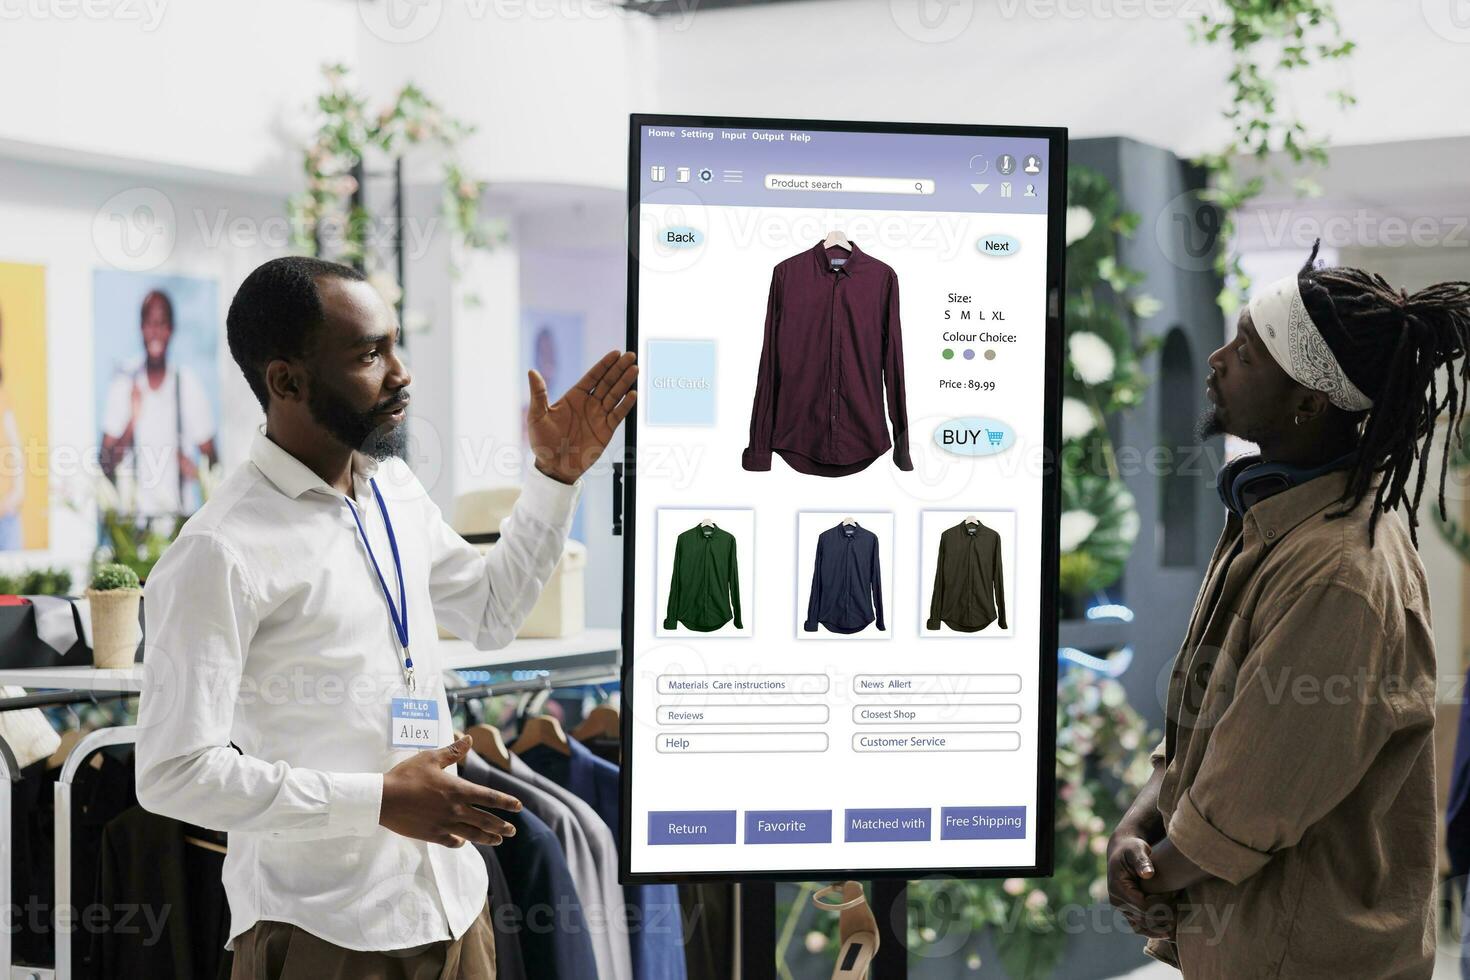 Home Setting Input Output Help
Product search
Back
Next
Size:
S M L XL
Colour Choice:
Gift Cards
Price : 89.99
BUY
Materials Care instructions
News Allert
Reviews
Closest Shop
Help
Customer Service
HELLO
my name is
Alex
Return
Favorite
Matched with
Free Shipping
Vecteezy